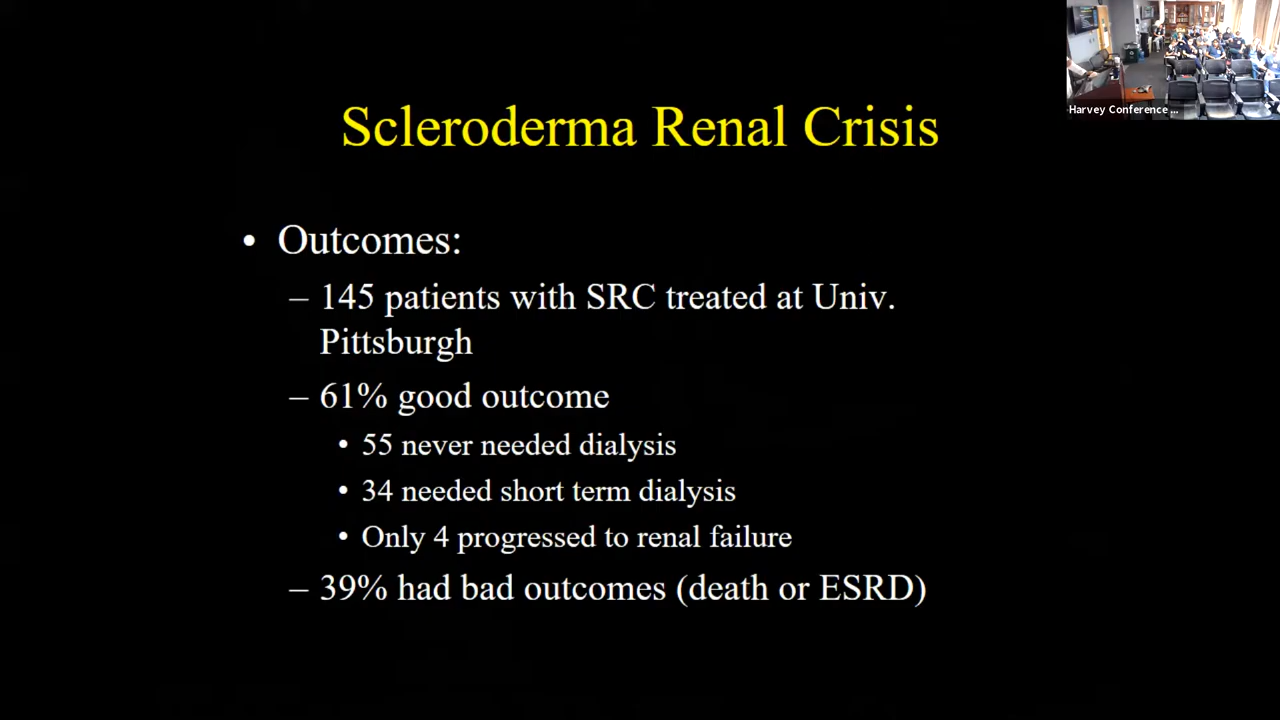 Harvey Conference ...
Scleroderma Renal Crisis
• Outcomes:
– 145 patients with SRC treated at Univ.
Pittsburgh
– 61% good outcome
• 55 never needed dialysis
• 34 needed short term dialysis
• Only 4 progressed to renal failure
– 39% had bad outcomes (death or ESRD)